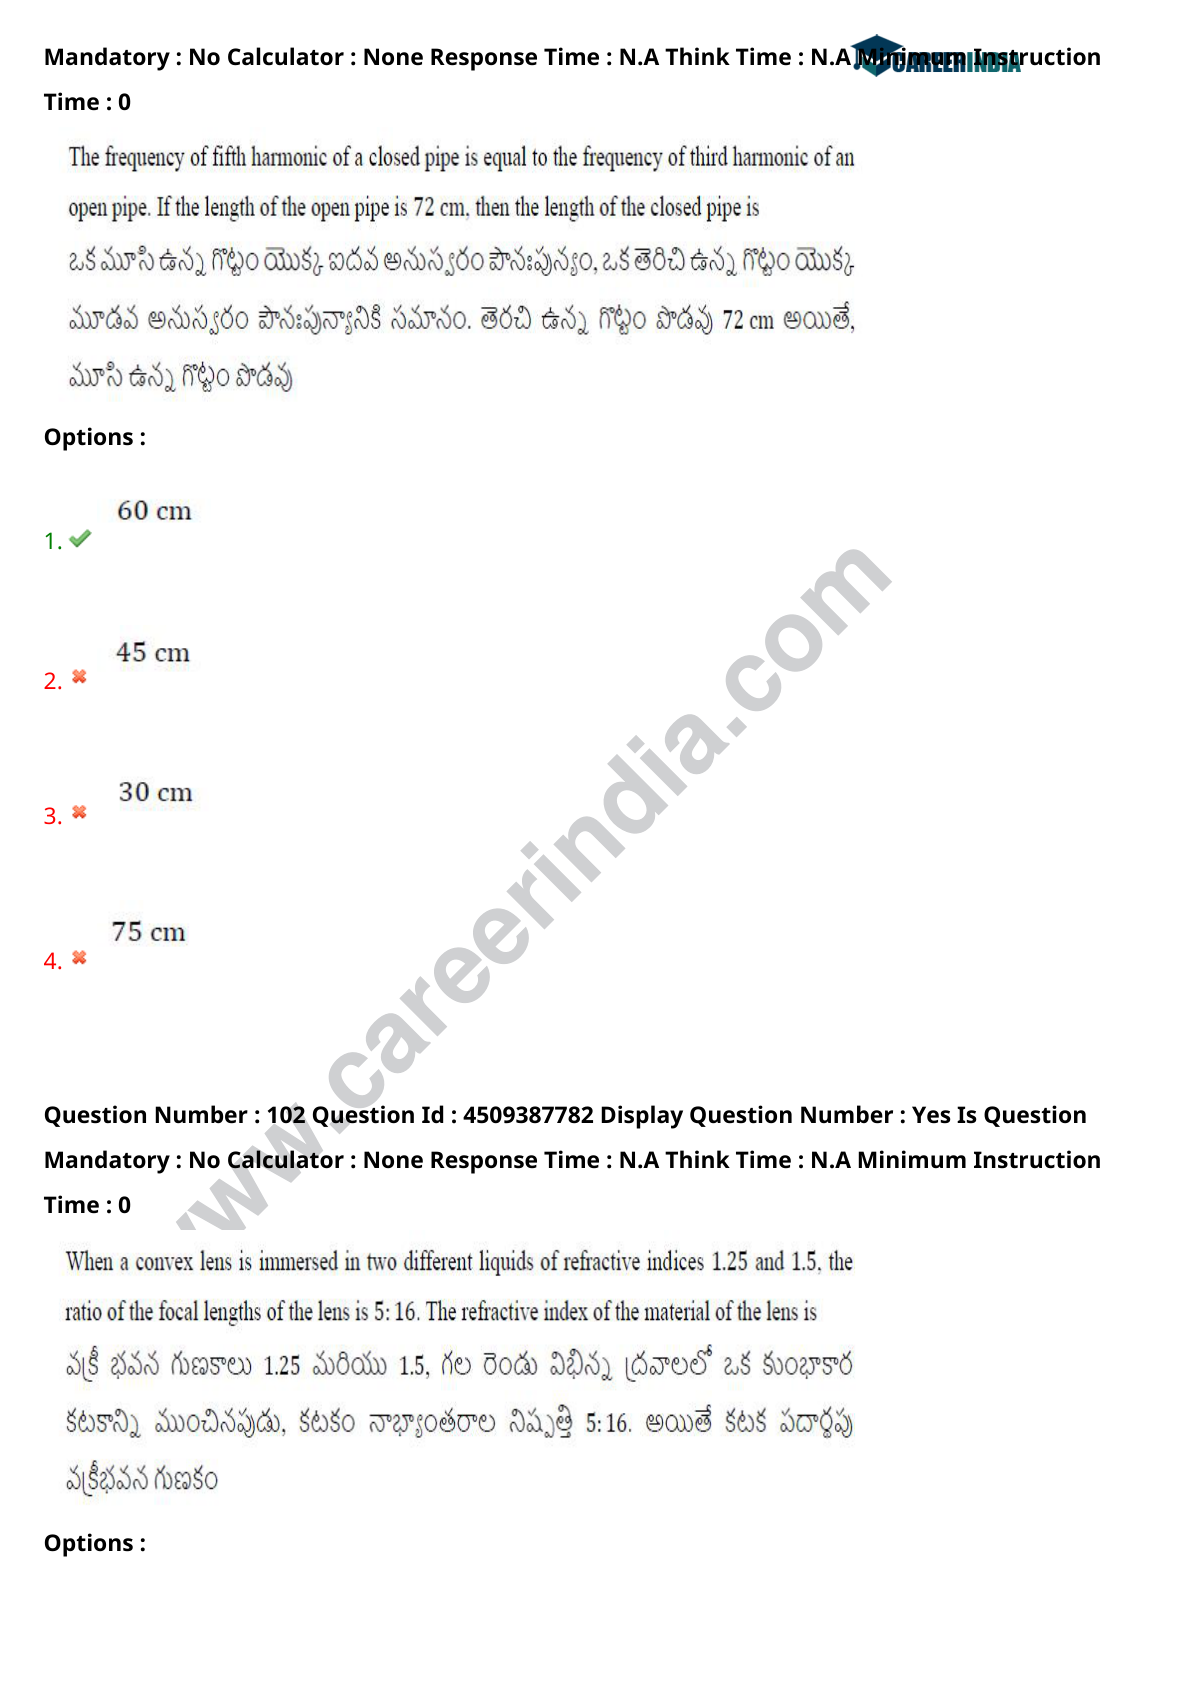 Mandatory : No Calculator : None Response Time : N.A Think Time : N.A Minimum Instruction
CAREERINDIA
Time : 0
The frequency of fifth harmonic of a closed pipe is equal to the frequency of third harmonic of an
open pipe. If the length of the open pipe is 72 cm, then the length of the closed pipe is
ఒక మూసి ఉన్న గొట్టం యొక్క ఐదవ అనుస్వరం పౌనఃపున్యం, ఒక తెరిచి ఉన్న గొట్టం యొక్క
మూడవ అనుస్వరం పౌనఃపున్యానికి సమానం. తెరచి ఉన్న గొట్టం పొడవు 72 cm అయితే,
మూసి ఉన్న గొట్టం పొడవు
Options :
60 cm
1.
45 cm
2.
30 cm
3.
75 cm
4.
www.careerindia.com
Question Number : 102 Question Id : 4509387782 Display Question Number : Yes Is Question
Mandatory : No Calculator : None Response Time : N.A Think Time : N.A Minimum Instruction
Time : 0
When a convex lens is immersed in two different liquids of refractive indices 1.25 and 1.5, the
ratio of the focal lengths of the lens is 5: 16. The refractive index of the material of the lens is
వక్రీ భవన గుణకాలు 1.25 మరియు 1.5, గల రెండు విభిన్న ద్రవాలలో ఒక కుంభాకార
కటకాన్ని ముంచినపుడు, కటకం నాభ్యాంతరాల నిష్పత్తి 5: 16. అయితే కటక పదార్థపు
వక్రీభవన గుణకం
Options :